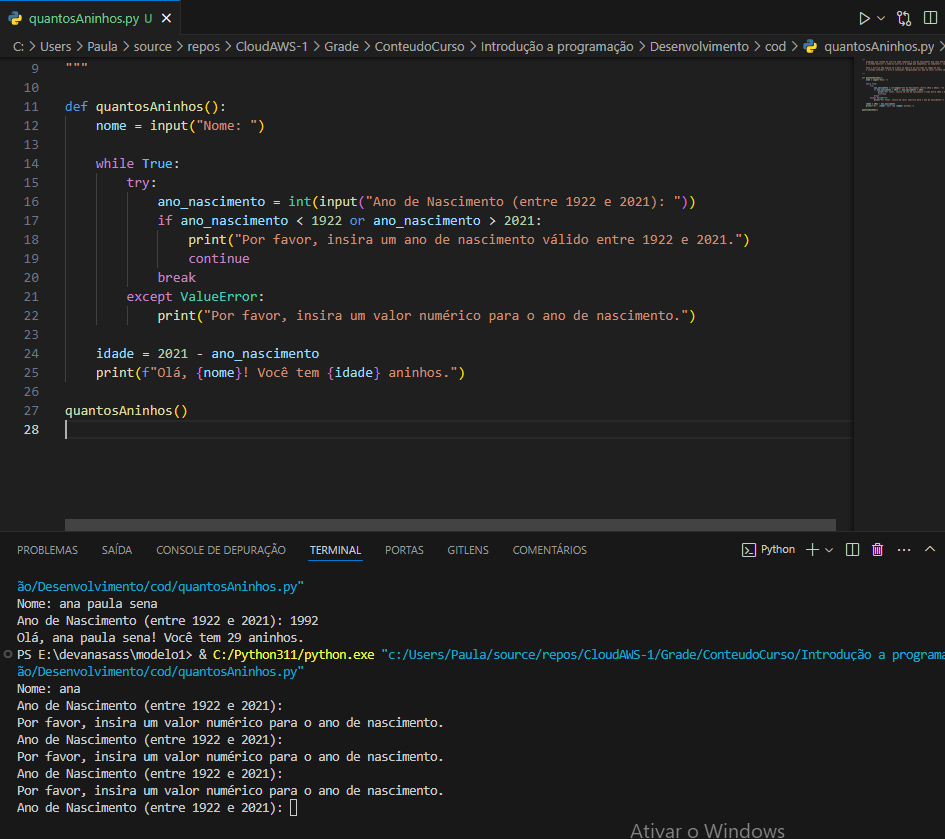 quantosAninhos.py U
C: > Users > Paula > source > repos > CloudAWS-1 > Grade > ConteudoCurso > Introdução a programação > Desenvolvimento > cod > quantosAninhos.py >
9 """
10
11 def quantosAninhos():
12 nome = input("Nome: ")
13
14 while True:
15 try:
16 ano_nascimento = int(input("Ano de Nascimento (entre 1922 e 2021): "))
17 if ano_nascimento < 1922 or ano_nascimento > 2021:
18 print("Por favor, insira um ano de nascimento válido entre 1922 e 2021.")
19 continue
20 break
21 except ValueError:
22 print("Por favor, insira um valor numérico para o ano de nascimento.")
23
24 idade = 2021 - ano_nascimento
25 print(f"Olá, {nome}! Você tem {idade} aninhos.")
26
27 quantosAninhos()
28
PROBLEMAS SAÍDA CONSOLE DE DEPURAÇÃO TERMINAL PORTAS GITLENS COMENTÁRIOS Python
ão/Desenvolvimento/cod/quantosAninhos.py"
Nome: ana paula sena
Ano de Nascimento (entre 1922 e 2021): 1992
Olá, ana paula sena! Você tem 29 aninhos.
PS E:\devanasass\modelo1> & C:/Python311/python.exe "c:/Users/Paula/source/repos/CloudAWS-1/Grade/ConteudoCurso/Introdução a programa
ão/Desenvolvimento/cod/quantosAninhos.py"
Nome: ana
Ano de Nascimento (entre 1922 e 2021):
Por favor, insira um valor numérico para o ano de nascimento.
Ano de Nascimento (entre 1922 e 2021):
Por favor, insira um valor numérico para o ano de nascimento.
Ano de Nascimento (entre 1922 e 2021):
Por favor, insira um valor numérico para o ano de nascimento.
Ano de Nascimento (entre 1922 e 2021):
Ativar o Windows